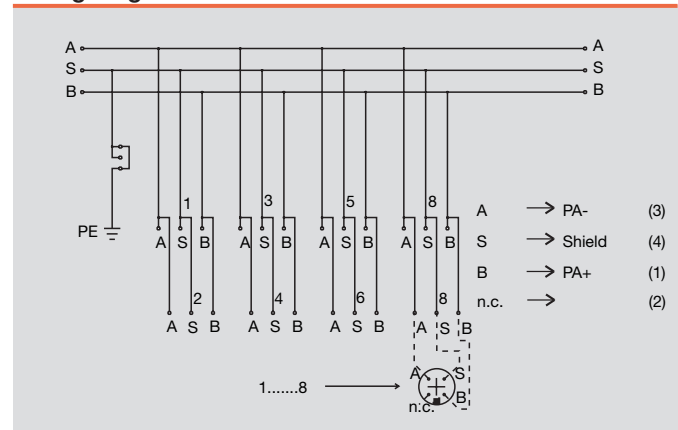 A A
S S
B B
1 3 5 8
A → PA- (3)
PE
A S B A S B A S B A S B
S → Shield (4)
B → PA+ (1)
2 4 6 8
n.c. → (2)
A S B A S B A S B A S B
A S
1.......8
B
n.c.